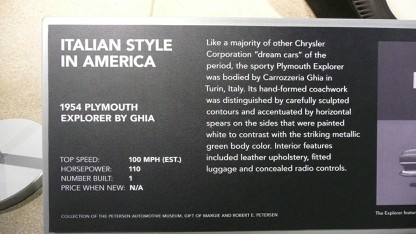 ITALIAN STYLE
IN AMERICA
1954 PLYMOUTH
EXPLORER BY GHIA
TOP SPEED: 100 MPH (EST.)
HORSEPOWER: 110
NUMBER BUILT: 1
PRICE WHEN NEW: N/A
Like a majority of other Chrysler
Corporation "dream cars" of the
period, the sporty Plymouth Explorer
was bodied by Carrozzeria Ghia in
Turin, Italy. Its hand-formed coachwork
was distinguished by carefully sculpted
contours and accentuated by horizontal
spears on the sides that were painted
white to contrast with the striking metallic
green body color. Interior features
included leather upholstery, fitted
luggage and concealed radio controls.
COLLECTION OF THE PETERSEN AUTOMOTIVE MUSEUM, GIFT OF MARGIE AND ROBERT E. PETERSEN
The Explorer